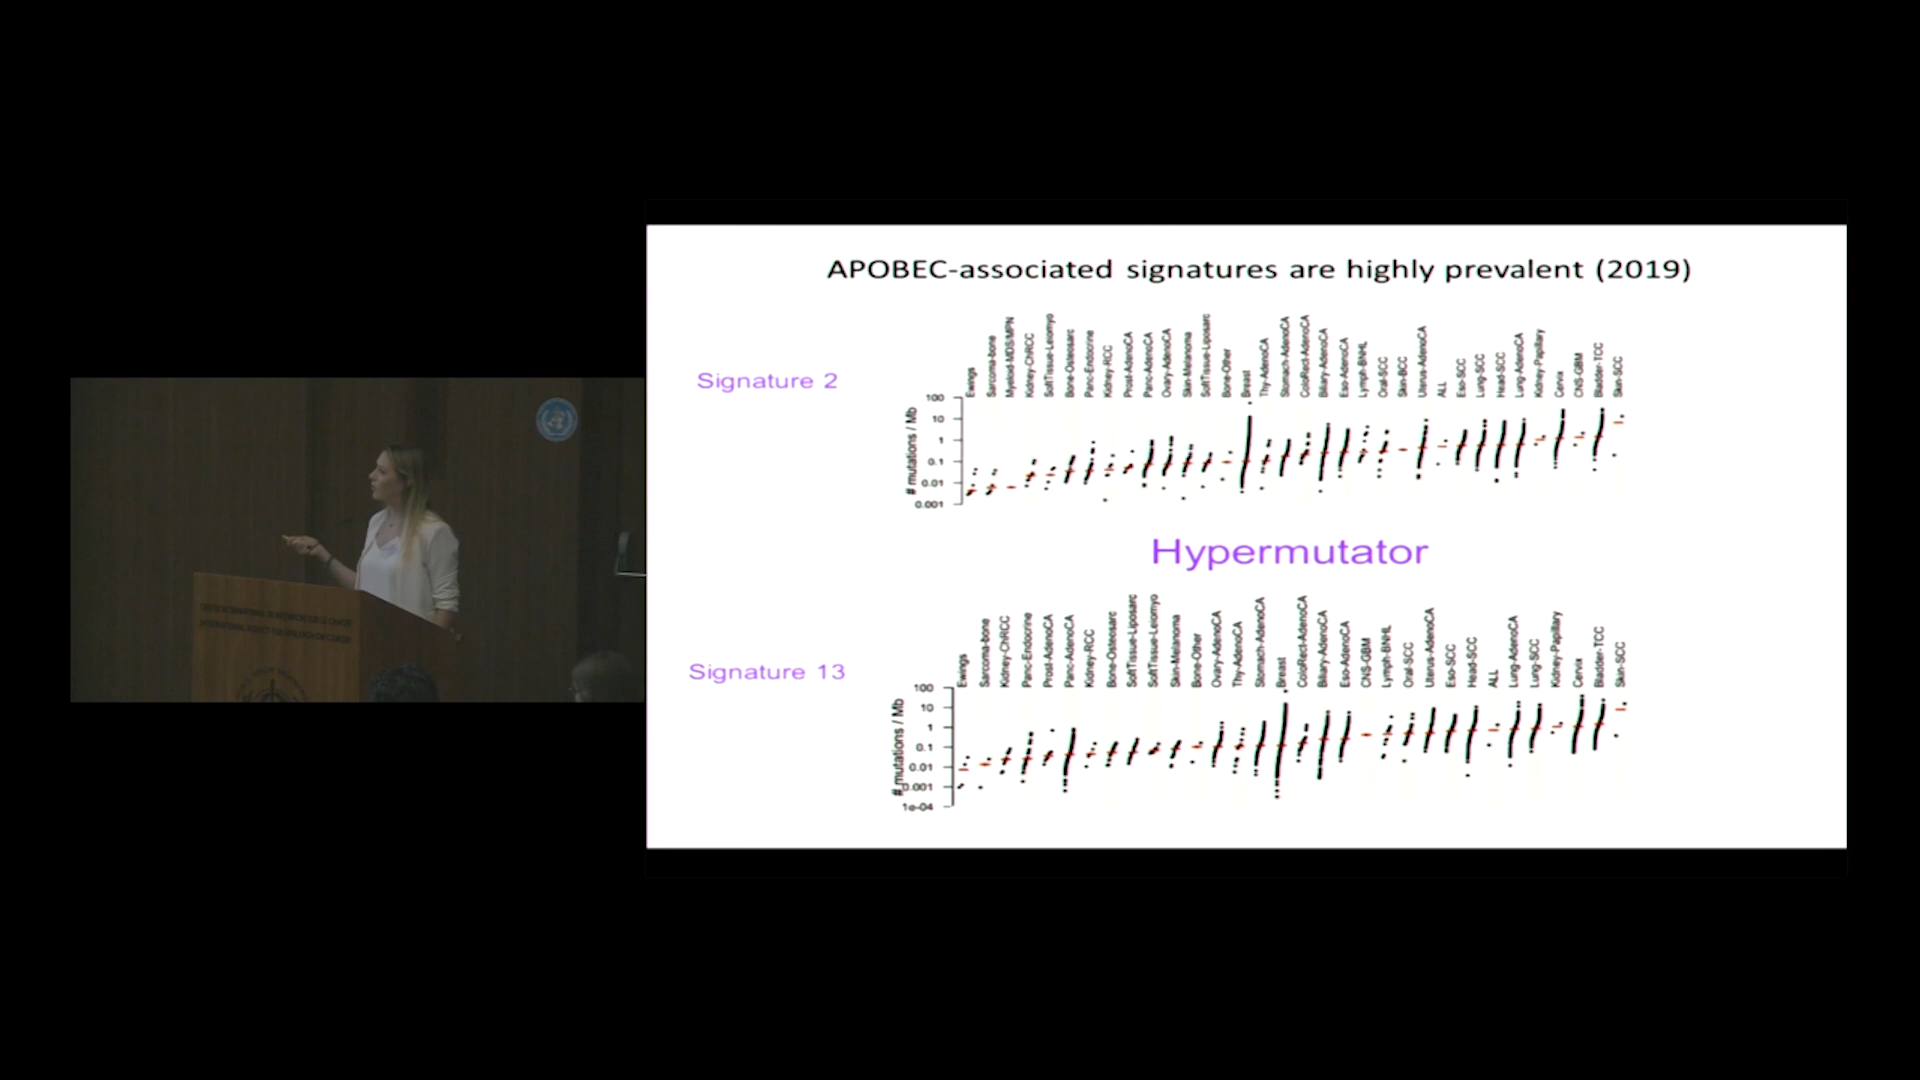 APOBEC-associated signatures are highly prevalent (2019)
Signature 2
Ewings
Sarcoma-bone
Myeloid-MDS/MPN
Kidney-ChRCC
SoftTissue-Leiomyo
Bone-Osteosarc
Panc-Endocrine
Kidney-RCC
Prost-AdenoCA
Panc-AdenoCA
Ovary-AdenoCA
Skin-Melanoma
SoftTissue-Liposarc
Bone-Other
Breast
Thy-AdenoCA
Stomach-AdenoCA
ColoRect-AdenoCA
Biliary-AdenoCA
Eso-AdenoCA
Lymph-BNHL
Oral-SCC
Skin-BCC
Uterus-AdenoCA
ALL
Eso-SCC
Lung-SCC
Head-SCC
Lung-AdenoCA
Kidney-Papillary
Cervix
CNS-GBM
Bladder-TCC
Skin-SCC
# mutations / Mb
100
10
1
0.1
0.01
0.001
Hypermutator
Signature 13
Ewings
Sarcoma-bone
Kidney-ChRCC
Panc-Endocrine
Prost-AdenoCA
Panc-AdenoCA
Kidney-RCC
Bone-Osteosarc
SoftTissue-Liposarc
SoftTissue-Leiomyo
Skin-Melanoma
Bone-Other
Ovary-AdenoCA
Thy-AdenoCA
Stomach-AdenoCA
Breast
ColoRect-AdenoCA
Biliary-AdenoCA
Eso-AdenoCA
CNS-GBM
Lymph-BNHL
Oral-SCC
Uterus-AdenoCA
Eso-SCC
Head-SCC
ALL
Lung-AdenoCA
Lung-SCC
Kidney-Papillary
Cervix
Bladder-TCC
Skin-SCC
# mutations / Mb
100
10
1
0.1
0.01
0.001
1e-04